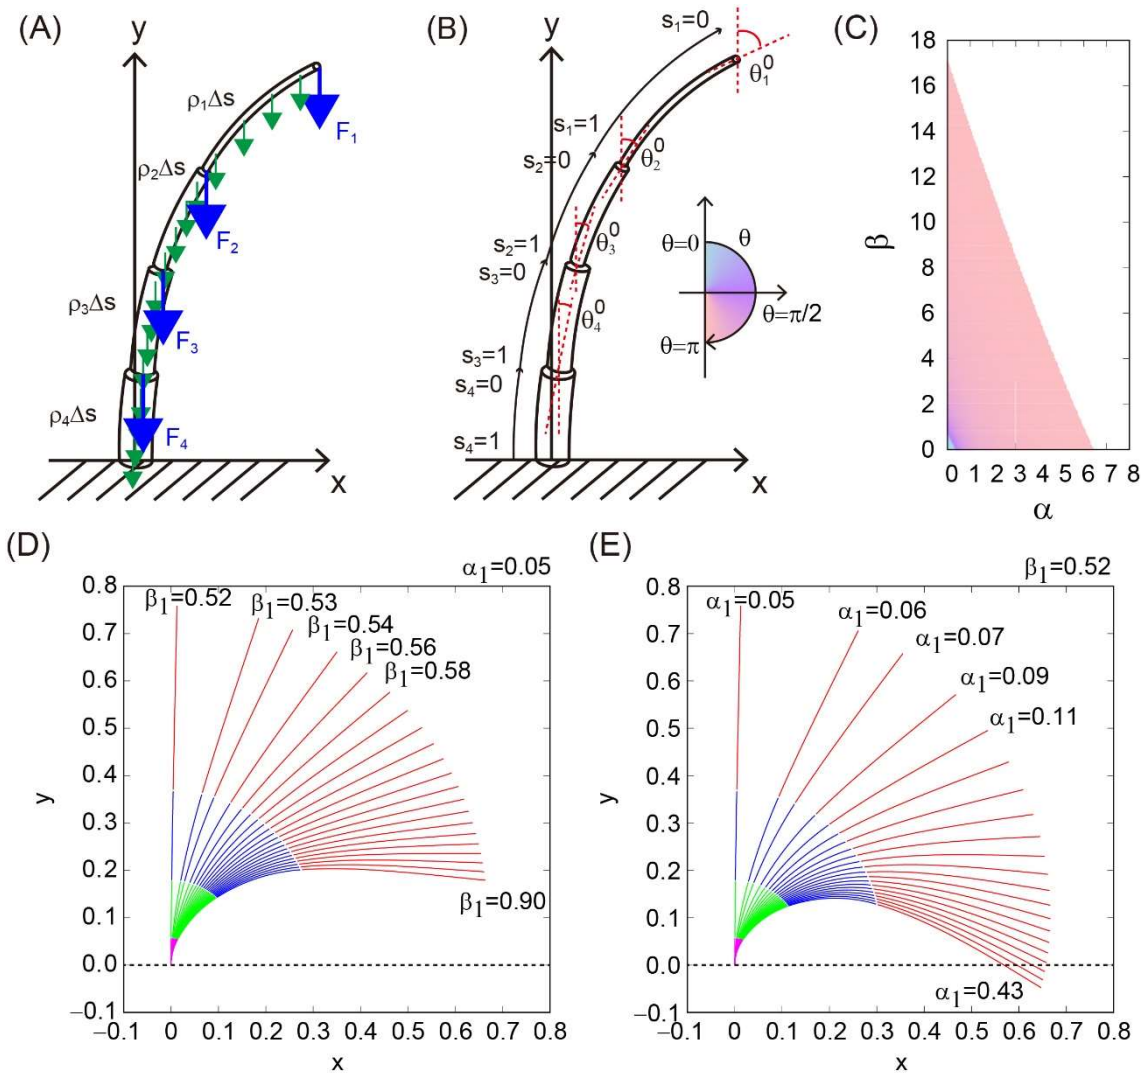 (A)
y
ρ1Δs
F1
ρ2Δs
F2
ρ3Δs
F3
ρ4Δs
F4
x
(B)
y
s1=0
θ1^0
s1=1
s2=0
θ2^0
s2=1
s3=0
θ3^0
θ4^0
s3=1
s4=0
s4=1
x
θ=0
θ
θ=π/2
θ=π
(C)
18
16
14
12
10
8
6
4
2
0
β
0 1 2 3 4 5 6 7 8
α
(D)
α1=0.05
β1=0.52
β1=0.53
β1=0.54
β1=0.56
β1=0.58
β1=0.90
0.8
0.7
0.6
0.5
0.4
0.3
0.2
0.1
0.0
−0.1
y
−0.1 0 0.1 0.2 0.3 0.4 0.5 0.6 0.7 0.8
x
(E)
β1=0.52
α1=0.05
α1=0.06
α1=0.07
α1=0.09
α1=0.11
α1=0.43
0.8
0.7
0.6
0.5
0.4
0.3
0.2
0.1
0.0
−0.1
y
−0.1 0 0.1 0.2 0.3 0.4 0.5 0.6 0.7 0.8
x